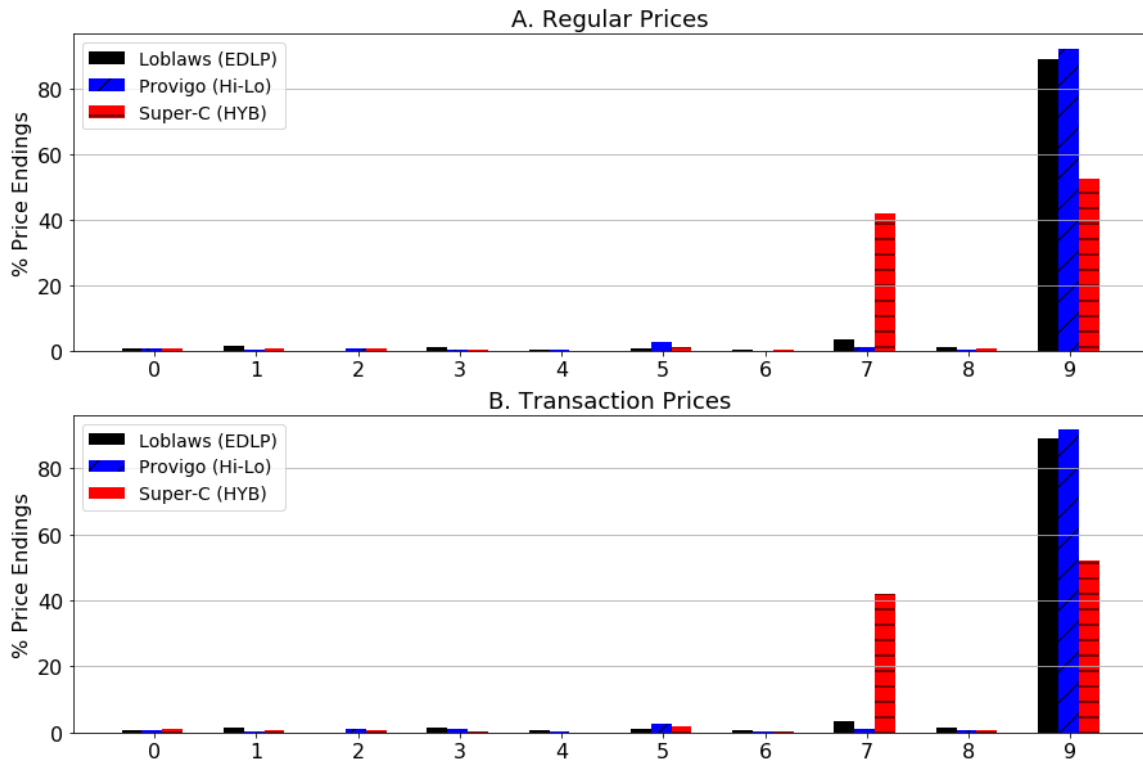 A. Regular Prices
Loblaws (EDLP)
Provigo (Hi-Lo)
Super-C (HYB)
% Price Endings
80
60
40
20
0
0 1 2 3 4 5 6 7 8 9
B. Transaction Prices
Loblaws (EDLP)
Provigo (Hi-Lo)
Super-C (HYB)
% Price Endings
80
60
40
20
0
0 1 2 3 4 5 6 7 8 9